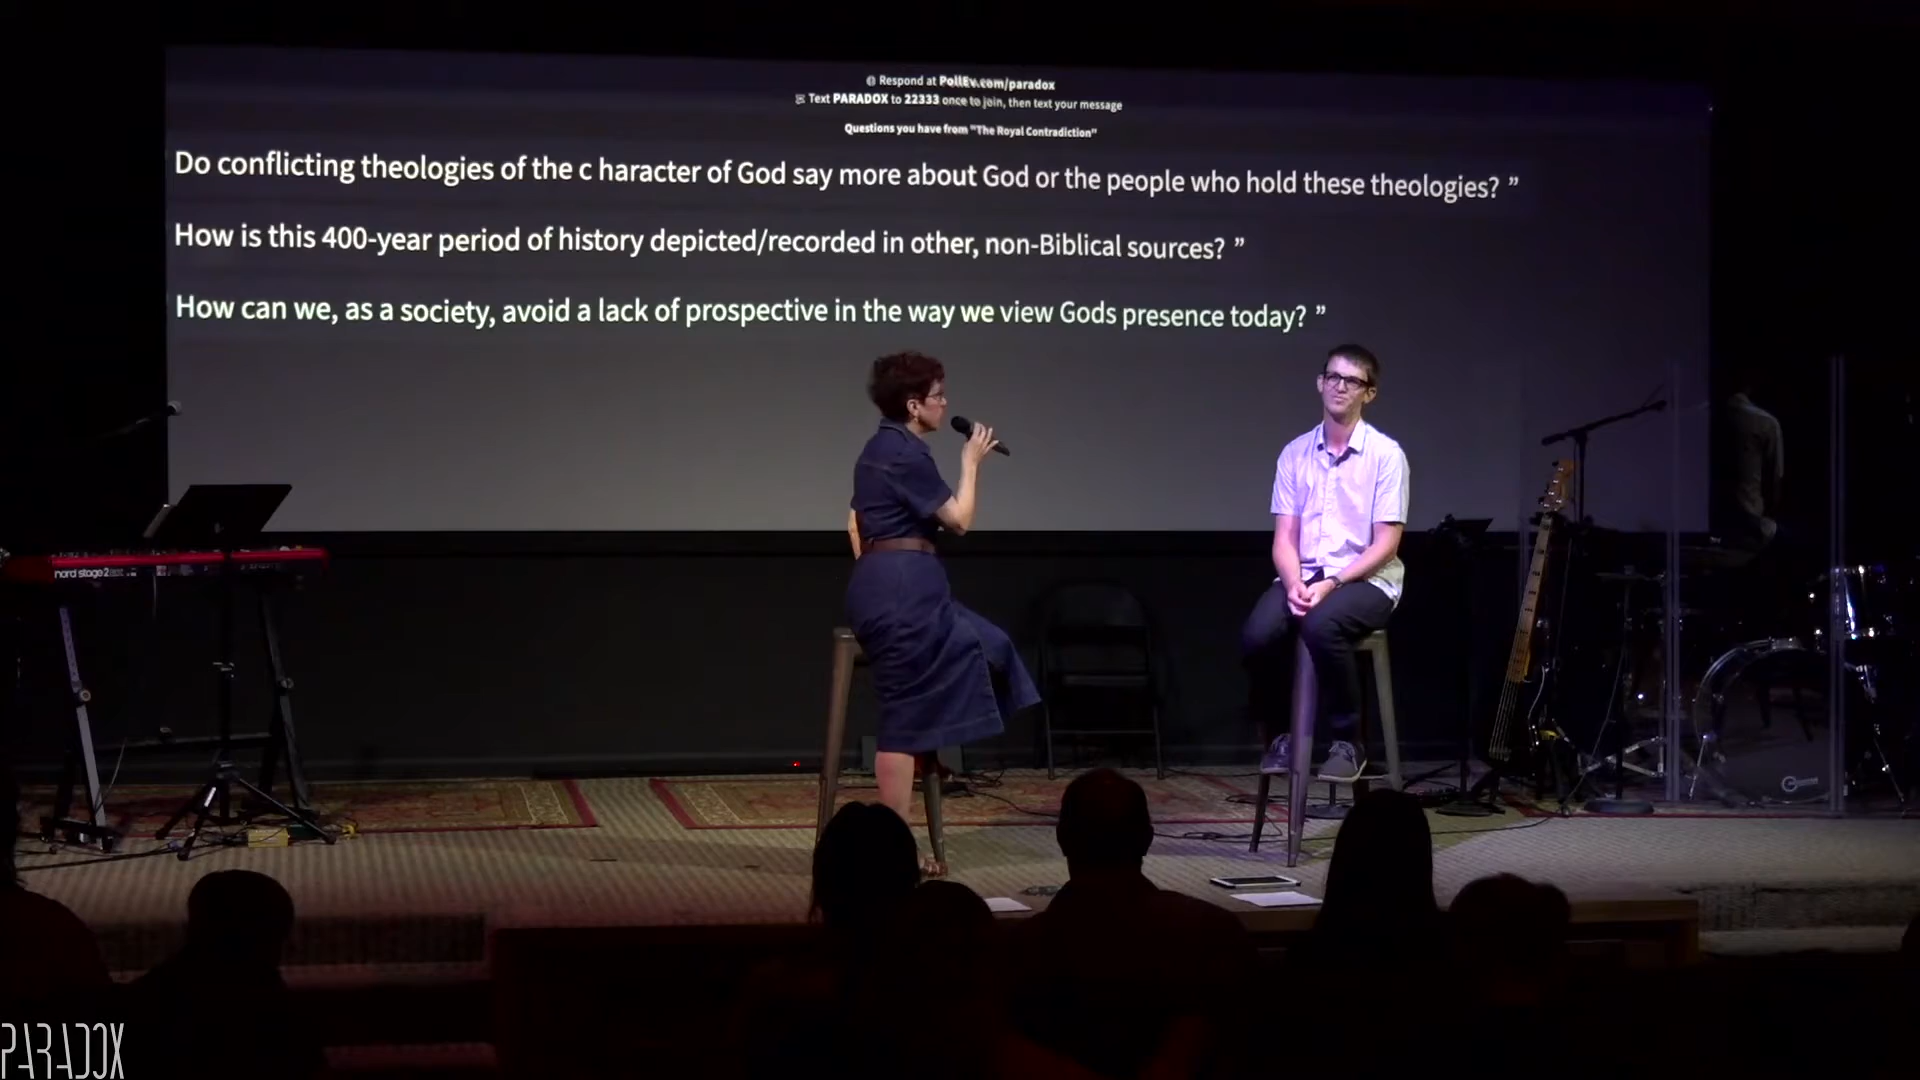 Respond at PollEv.com/paradox
Text PARADOX to 22333 once to join, then text your message
Questions you have from "The Royal Contradiction"
Do conflicting theologies of the c haracter of God say more about God or the people who hold these theologies? ”
How is this 400-year period of history depicted/recorded in other, non-Biblical sources? ”
How can we, as a society, avoid a lack of prospective in the way we view Gods presence today? ”
nord stage 2
PARADOX